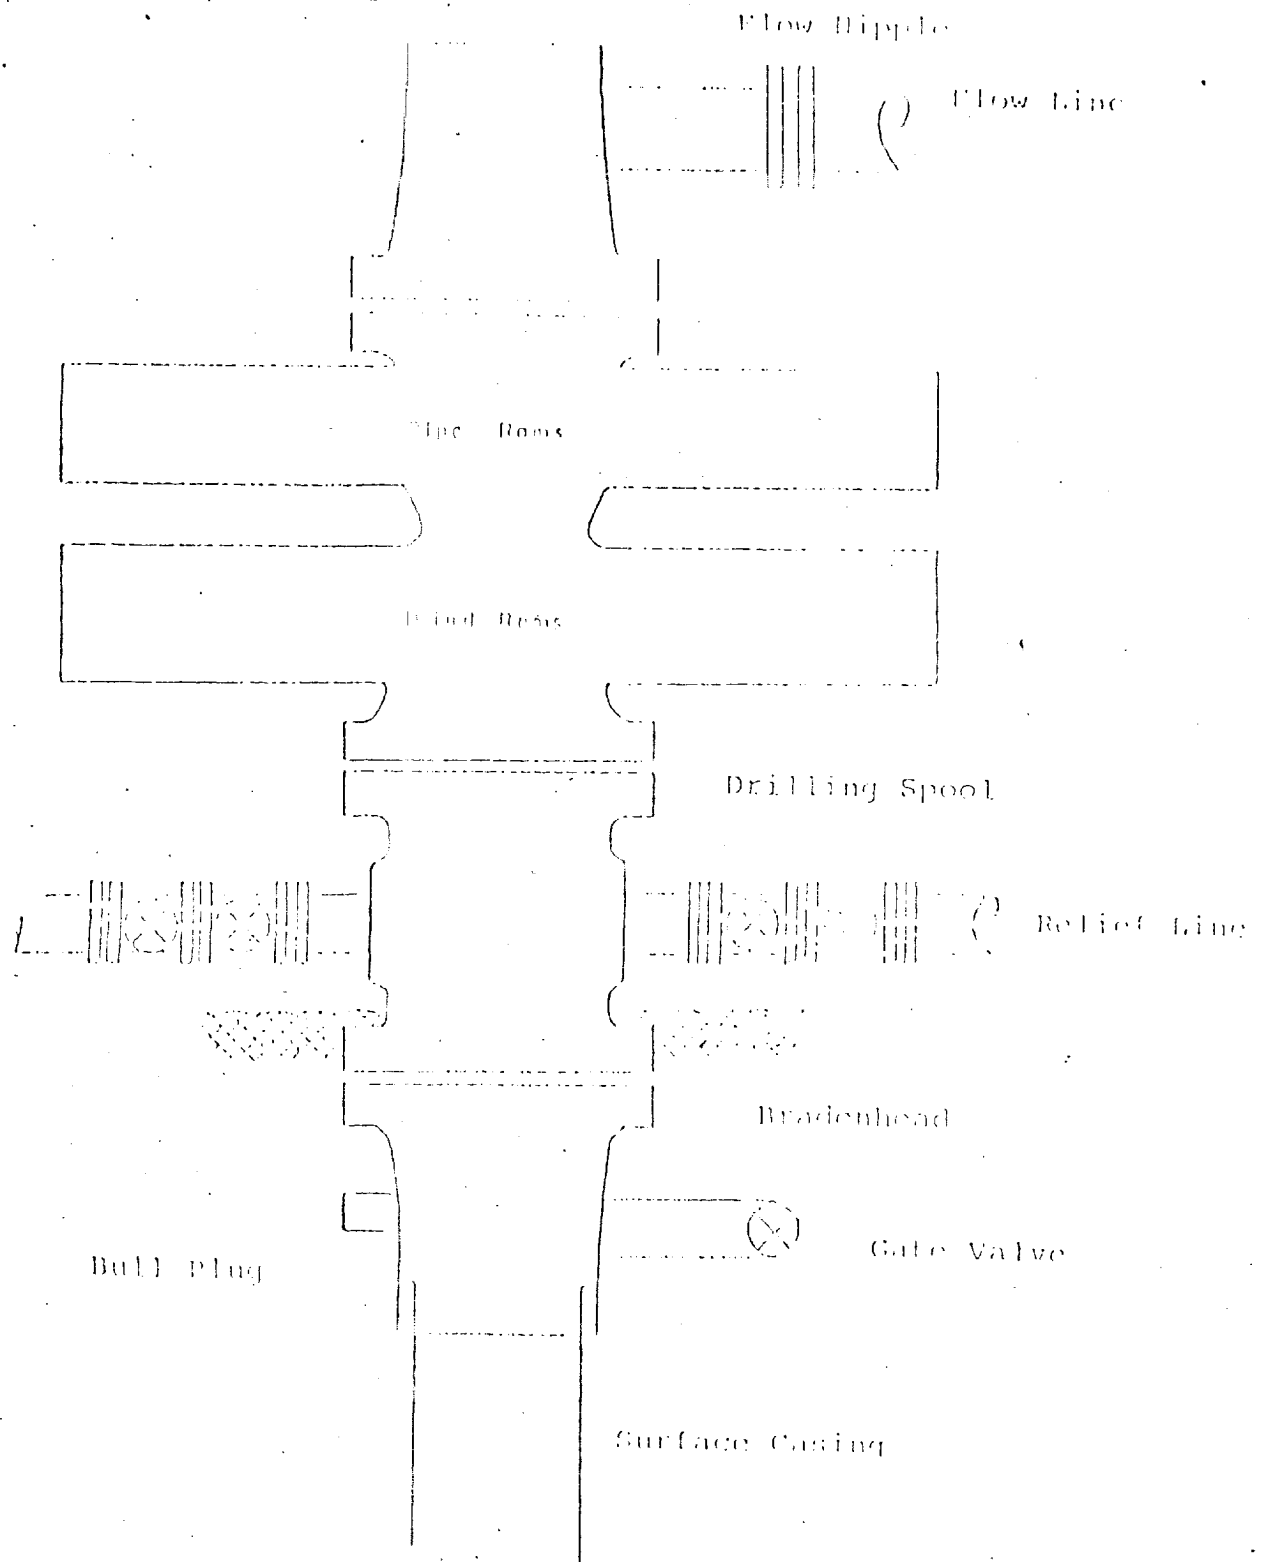 Flow Nipple
Flow Line
Pipe Rams
Blind Rams
Drilling Spool
Relief Line
Bradenhead
Gate Valve
Bull Plug
Surface Casing